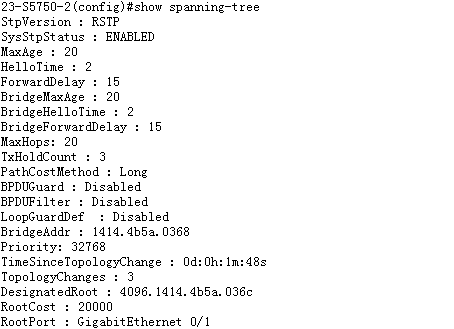 23-S5750-2(config)#show spanning-tree
StpVersion : RSTP
SysStpStatus : ENABLED
MaxAge : 20
HelloTime : 2
ForwardDelay : 15
BridgeMaxAge : 20
BridgeHelloTime : 2
BridgeForwardDelay : 15
MaxHops: 20
TxHoldCount : 3
PathCostMethod : Long
BPDUGuard : Disabled
BPDUFilter : Disabled
LoopGuardDef  : Disabled
BridgeAddr : 1414.4b5a.0368
Priority: 32768
TimeSinceTopologyChange : 0d:0h:1m:48s
TopologyChanges : 3
DesignatedRoot : 4096.1414.4b5a.036c
RootCost : 20000
RootPort : GigabitEthernet 0/1